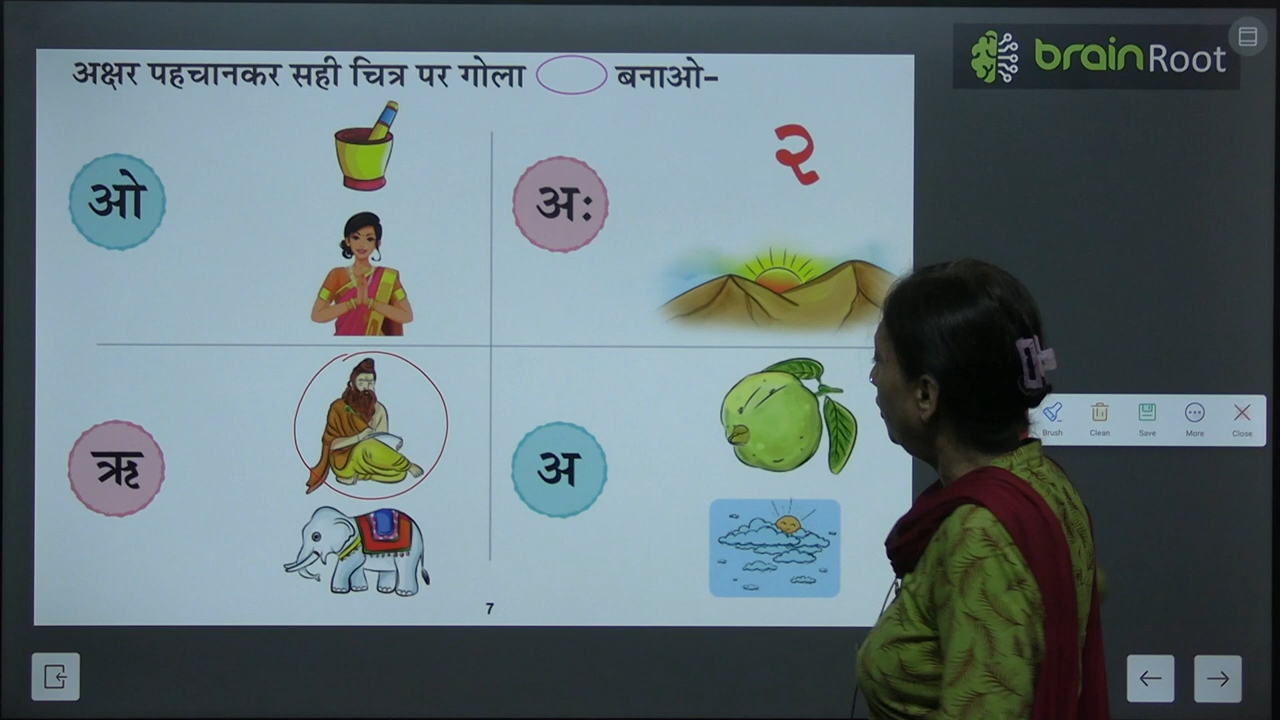 अक्षर पहचानकर सही चित्र पर गोला बनाओ–
ओ
अः
२
ऋ
अ
7
brainRoot
Brush
Clean
Save
More
Close